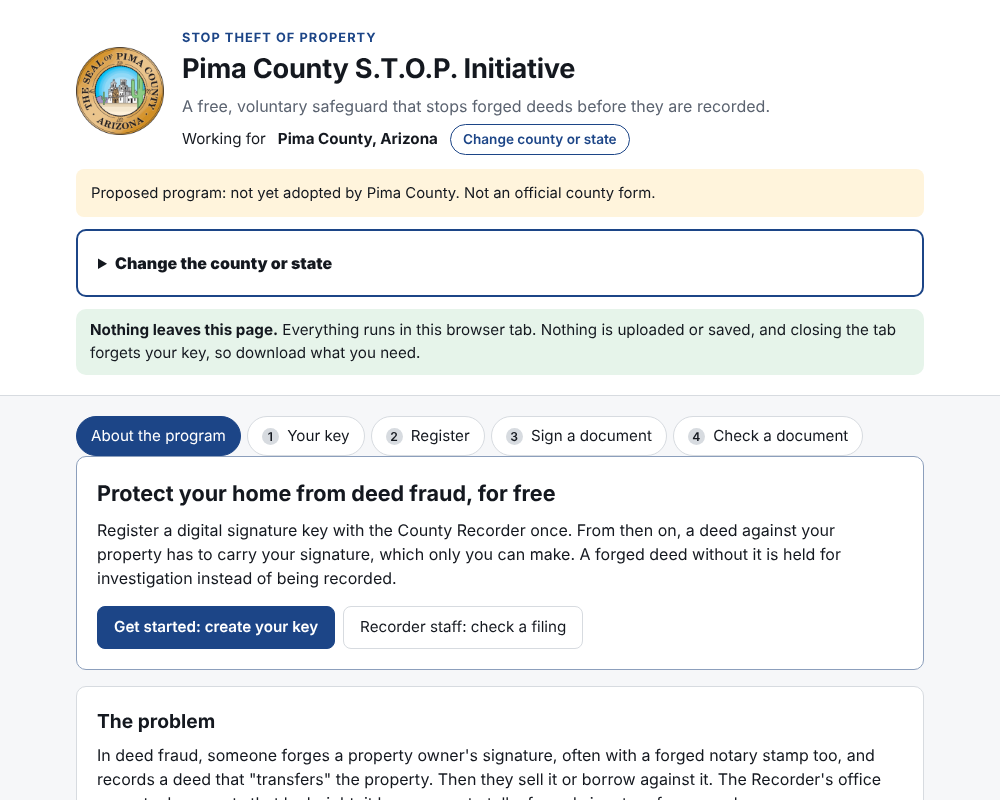 STOP THEFT OF PROPERTY
Pima County S.T.O.P. Initiative
A free, voluntary safeguard that stops forged deeds before they are recorded.
Working for Pima County, Arizona Change county or state
THE SEAL OF PIMA COUNTY
ARIZONA
Proposed program: not yet adopted by Pima County. Not an official county form.
Change the county or state
Nothing leaves this page. Everything runs in this browser tab. Nothing is uploaded or saved, and closing the tab
forgets your key, so download what you need.
About the program 1 Your key 2 Register 3 Sign a document 4 Check a document
Protect your home from deed fraud, for free
Register a digital signature key with the County Recorder once. From then on, a deed against your
property has to carry your signature, which only you can make. A forged deed without it is held for
investigation instead of being recorded.
Get started: create your key Recorder staff: check a filing
The problem
In deed fraud, someone forges a property owner's signature, often with a forged notary stamp too, and
records a deed that "transfers" the property. Then they sell it or borrow against it. The Recorder's office